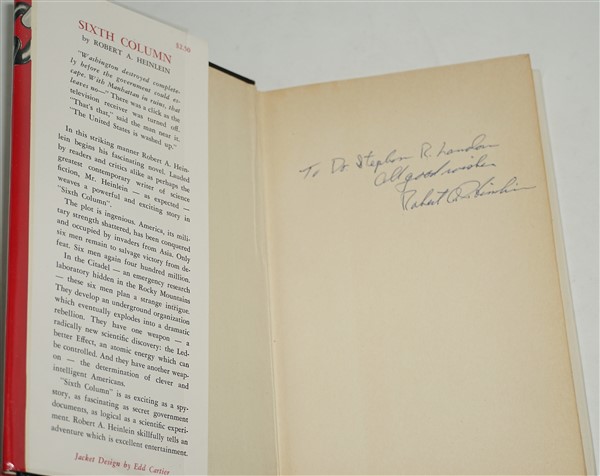 SIXTH COLUMN $2.50
by ROBERT A. HEINLEIN
"Washington destroyed complete-
ly before the government could es-
cape. With Manhattan in ruins, that
leaves no—" There was a click as the
television receiver was turned off.
"That's that," said the man near it.
"The United States is washed up."
In this striking manner Robert A. Hein-
lein begins his fascinating novel. Lauded
by readers and critics alike as perhaps the
greatest contemporary writer of science
fiction, Mr. Heinlein — as expected —
weaves a powerful and exciting story in
"Sixth Column".
The plot is ingenious. America, its mili-
tary strength shattered, has been conquered
and occupied by invaders from Asia. Only
six men remain to salvage victory from de-
feat. Six men again four hundred million.
In the Citadel — an emergency research
laboratory hidden in the Rocky Mountains
— these six men plan a strange intrigue.
They develop an underground organization
which eventually explodes into a dramatic
rebellion. They have one weapon — a
radically new scientific discovery: the Led-
better Effect, an atomic energy which can
be controlled. And they have another weap-
on — the determination of clever and
intelligent Americans.
"Sixth Column" is as exciting as a spy-
story, as fascinating as secret government
documents, as logical as a scientific experi-
ment. Robert A. Heinlein skillfully tells an
adventure which is excellent entertainment.
Jacket Design by Edd Cartier
To Dr Stephen R. London
All good wishes
Robert A. Heinlein